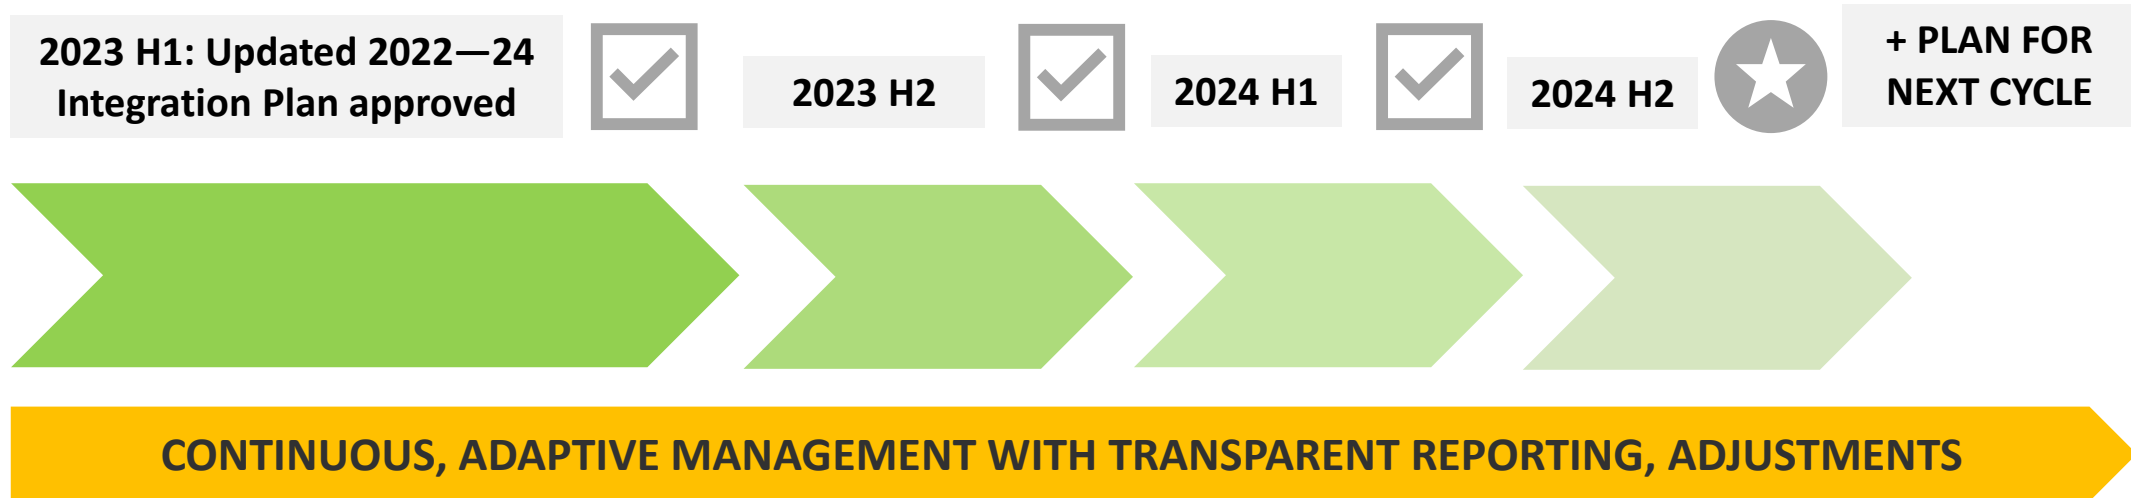 2023 H1: Updated 2022—24
Integration Plan approved
2023 H2
2024 H1
2024 H2
+ PLAN FOR
NEXT CYCLE
CONTINUOUS, ADAPTIVE MANAGEMENT WITH TRANSPARENT REPORTING, ADJUSTMENTS